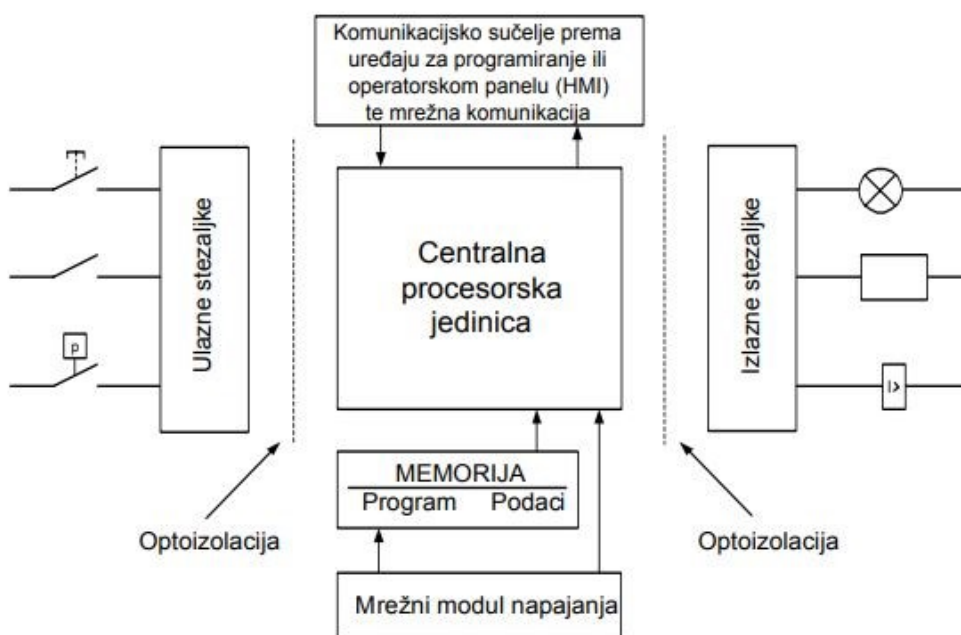 Komunikacijsko sučelje prema
uređaju za programiranje ili
operatorskom panelu (HMI)
te mrežna komunikacija
Ulazne stezaljke
p
Centralna
procesorska
jedinica
Izlazne stezaljke
I>
MEMORIJA
Program Podaci
Optoizolacija
Optoizolacija
Mrežni modul napajanja